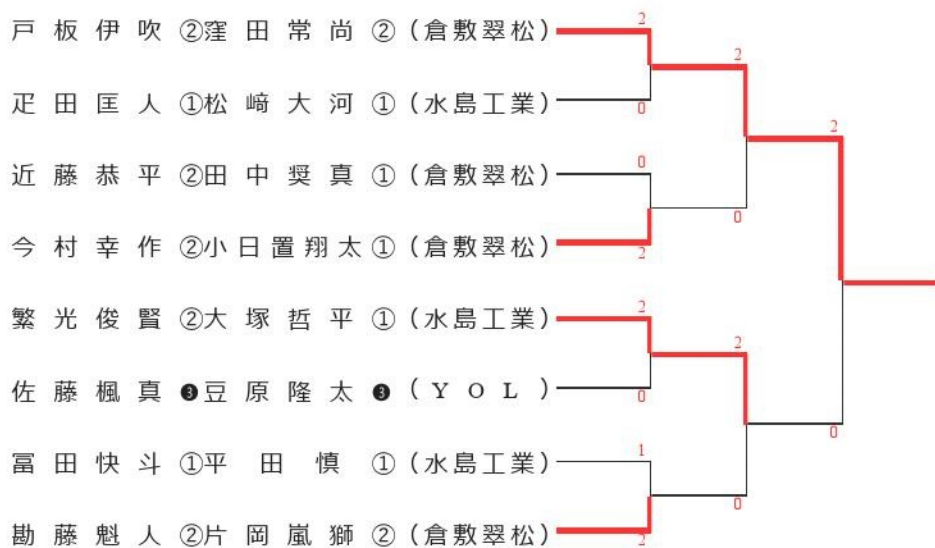 戸板伊吹②窪田常尚②(倉敷翠松)
2
2
疋田匡人①松﨑大河①(水島工業)
0
2
近藤恭平②田中奨真①(倉敷翠松)
0
0
今村幸作②小日置翔太①(倉敷翠松)
2
繁光俊賢②大塚哲平①(水島工業)
2
2
佐藤楓真❸豆原隆太❸(YOL)
0
0
冨田快斗①平田慎①(水島工業)
1
0
勘藤魁人②片岡嵐獅②(倉敷翠松)
2